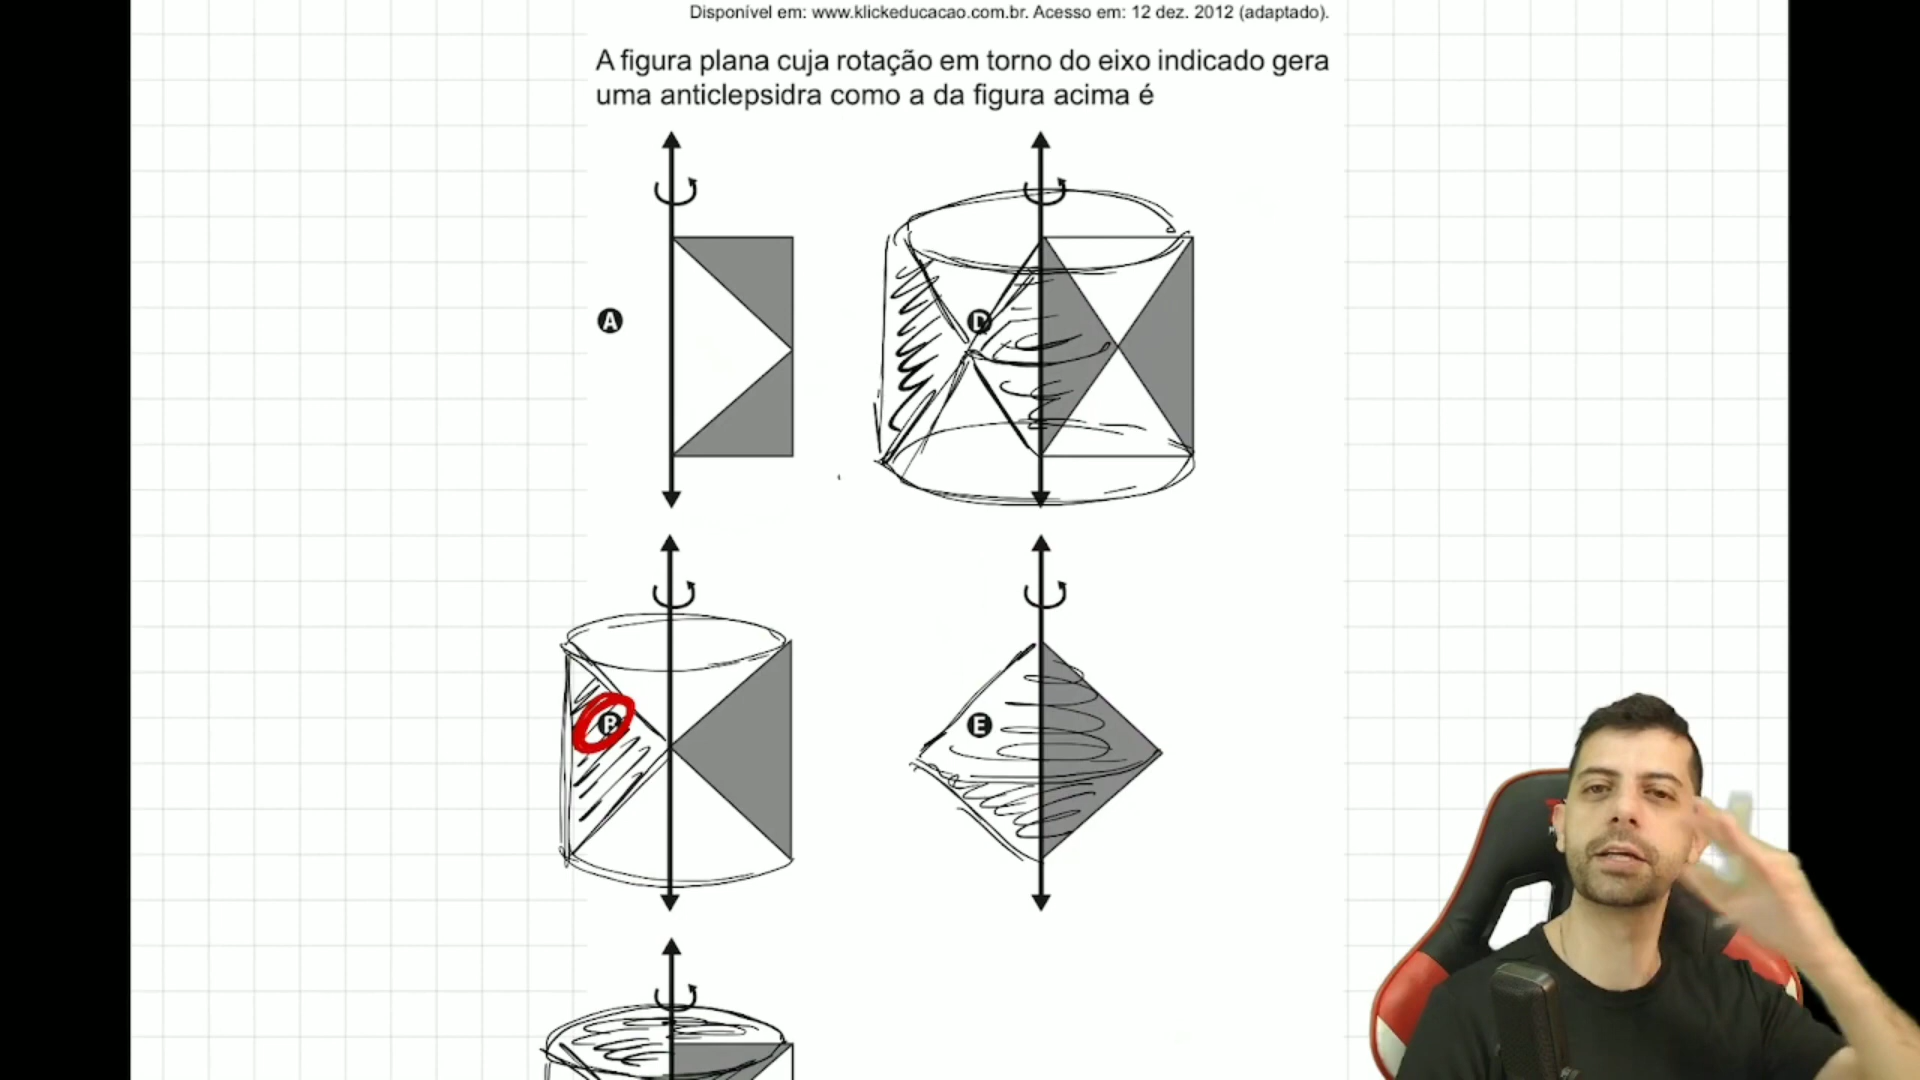 Disponível em: www.klickeducacao.com.br. Acesso em: 12 dez. 2012 (adaptado).
A figura plana cuja rotação em torno do eixo indicado gera
uma anticlepsidra como a da figura acima é
A
D
B
E